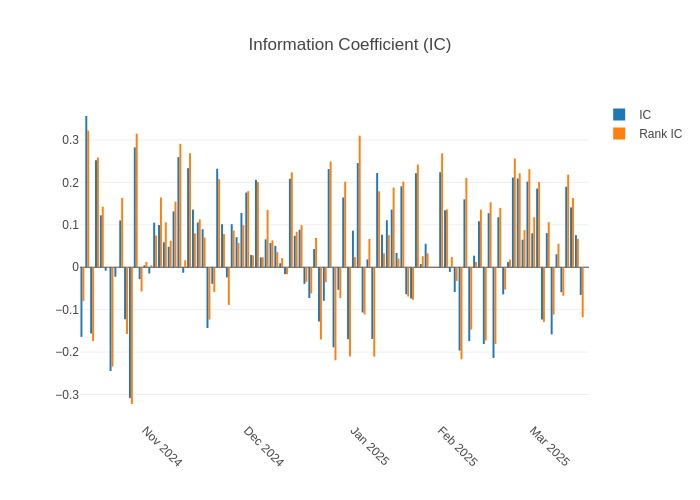 Information Coefficient (IC)
IC
Rank IC
0.3
0.2
0.1
0
−0.1
−0.2
−0.3
Nov 2024
Dec 2024
Jan 2025
Feb 2025
Mar 2025